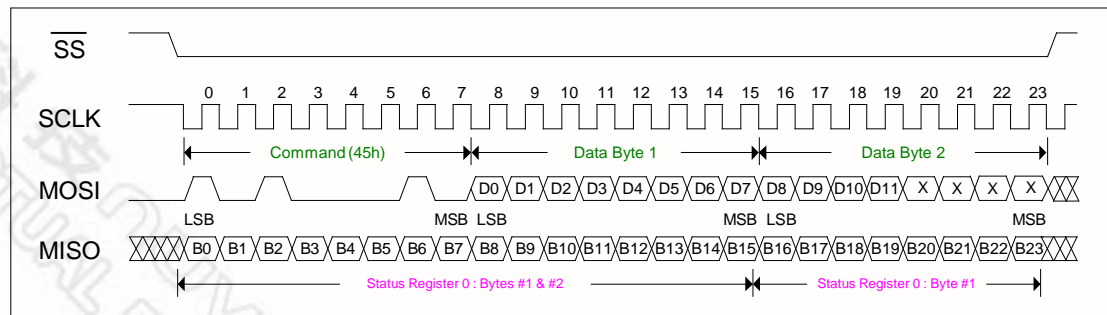 SS
0 1 2 3 4 5 6 7 8 9 10 11 12 13 14 15 16 17 18 19 20 21 22 23
SCLK
Command (45h) Data Byte 1 Data Byte 2
MOSI D0 D1 D2 D3 D4 D5 D6 D7 D8 D9 D10 D11 X X X X
LSB MSB LSB MSB LSB MSB
MISO B0 B1 B2 B3 B4 B5 B6 B7 B8 B9 B10 B11 B12 B13 B14 B15 B16 B17 B18 B19 B20 B21 B22 B23
Status Register 0 : Bytes #1 & #2 Status Register 0 : Byte #1